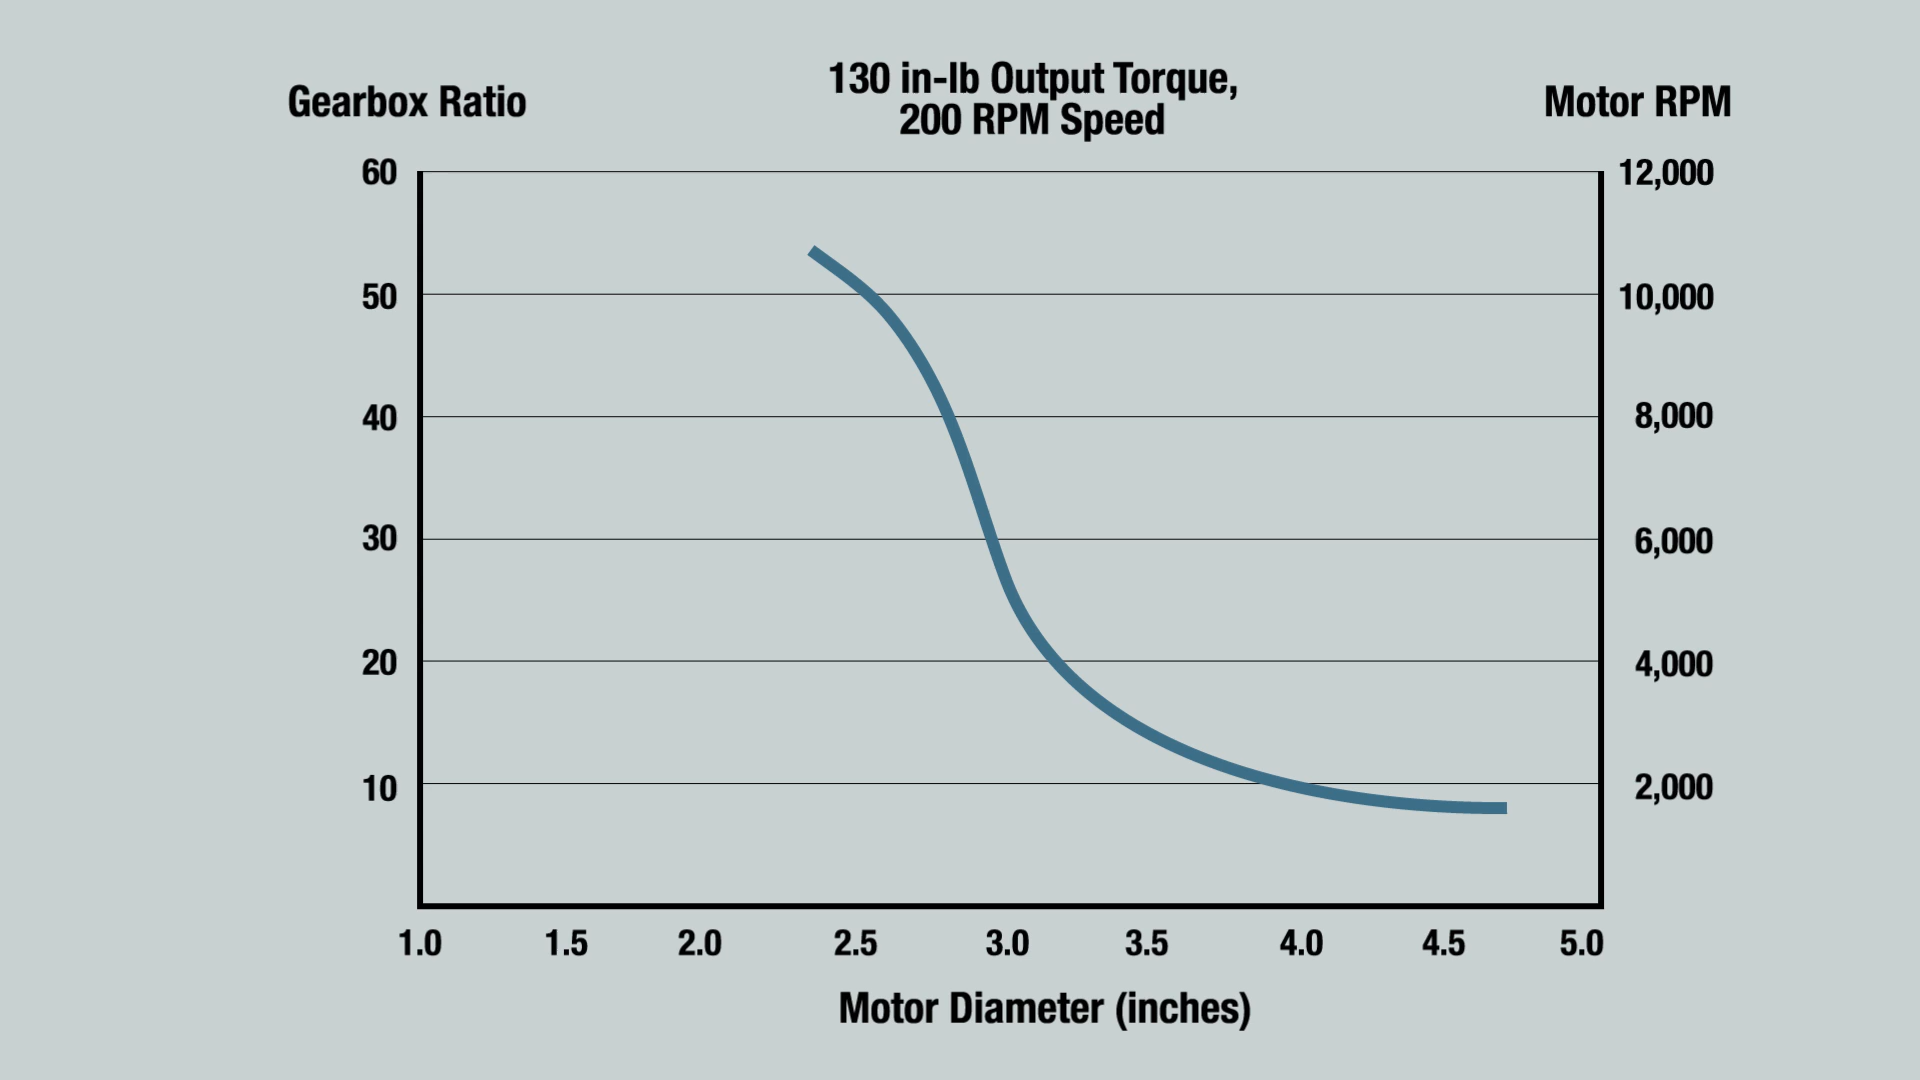 130 in-lb Output Torque,
200 RPM Speed
Gearbox Ratio
Motor RPM
60
50
40
30
20
10
12,000
10,000
8,000
6,000
4,000
2,000
1.0 1.5 2.0 2.5 3.0 3.5 4.0 4.5 5.0
Motor Diameter (inches)